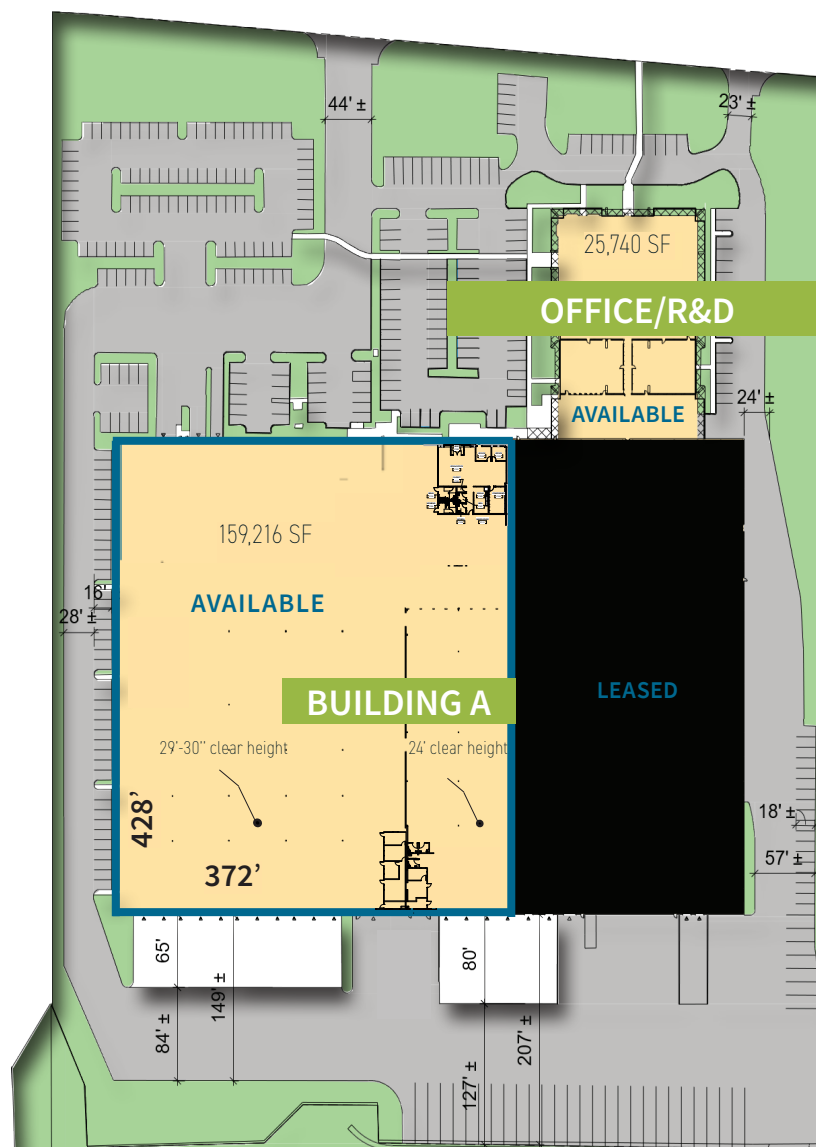 44' ±
23' ±
25,740 SF
OFFICE/R&D
24' ±
AVAILABLE
159,216 SF
16'
AVAILABLE
28' ±
LEASED
BUILDING A
29'-30" clear height
24' clear height
18' ±
428'
57' ±
372'
65'
80'
149' ±
84' ±
207' ±
127' ±